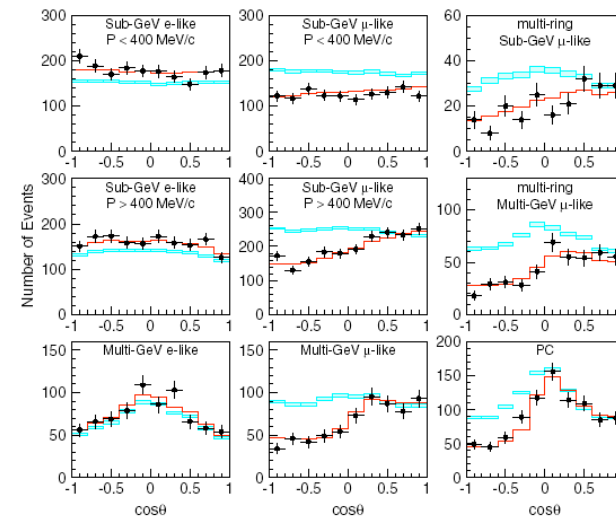 Sub-GeV e-like
P < 400 MeV/c
300
200
100
0
-1 -0.5 0 0.5 1
Sub-GeV μ-like
P < 400 MeV/c
300
200
100
0
-1 -0.5 0 0.5 1
multi-ring
Sub-GeV μ-like
60
40
20
0
-1 -0.5 0 0.5 1
Number of Events
Sub-GeV e-like
P > 400 MeV/c
300
200
100
0
-1 -0.5 0 0.5 1
Sub-GeV μ-like
P > 400 MeV/c
400
300
200
100
0
-1 -0.5 0 0.5 1
multi-ring
Multi-GeV μ-like
100
50
0
-1 -0.5 0 0.5 1
Multi-GeV e-like
150
100
50
0
-1 -0.5 0 0.5 1
cosθ
Multi-GeV μ-like
150
100
50
0
-1 -0.5 0 0.5 1
cosθ
PC
200
150
100
50
0
-1 -0.5 0 0.5 1
cosθ